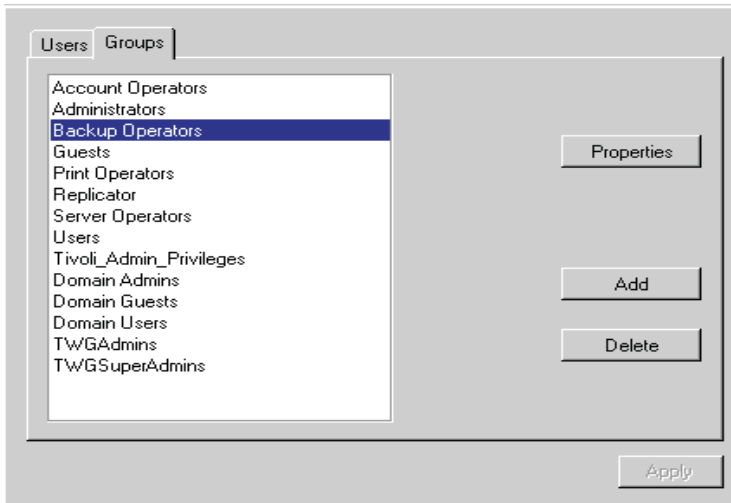 Users Groups
Account Operators
Administrators
Backup Operators
Guests
Print Operators
Replicator
Server Operators
Users
Tivoli_Admin_Privileges
Domain Admins
Domain Guests
Domain Users
TWGAdmins
TWGSuperAdmins
Properties
Add
Delete
Apply